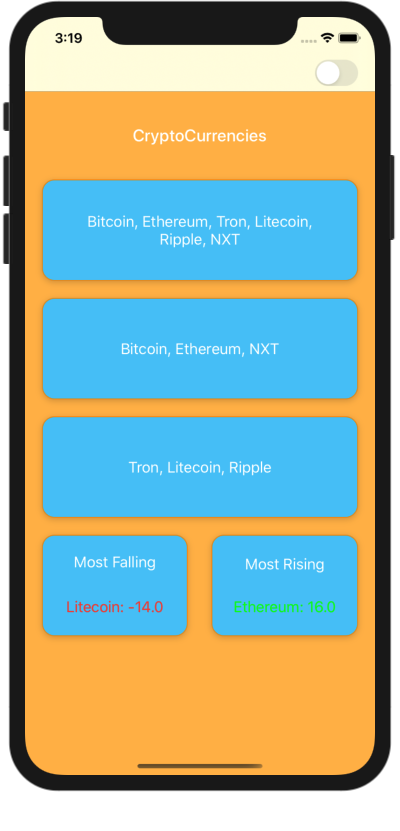 3:19
CryptoCurrencies
Bitcoin, Ethereum, Tron, Litecoin,
Ripple, NXT
Bitcoin, Ethereum, NXT
Tron, Litecoin, Ripple
Most Falling
Most Rising
Litecoin: -14.0
Ethereum: 16.0